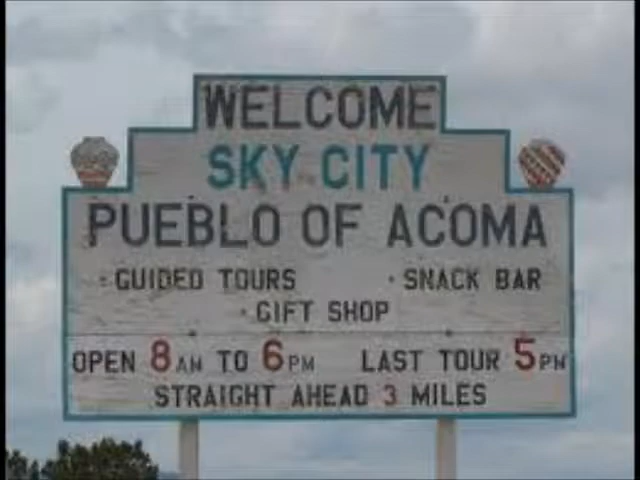 WELCOME
SKY CITY
PUEBLO OF ACOMA
· GUIDED TOURS · SNACK BAR
· GIFT SHOP
OPEN 8 AM TO 6 PM LAST TOUR 5 PM
STRAIGHT AHEAD 3 MILES